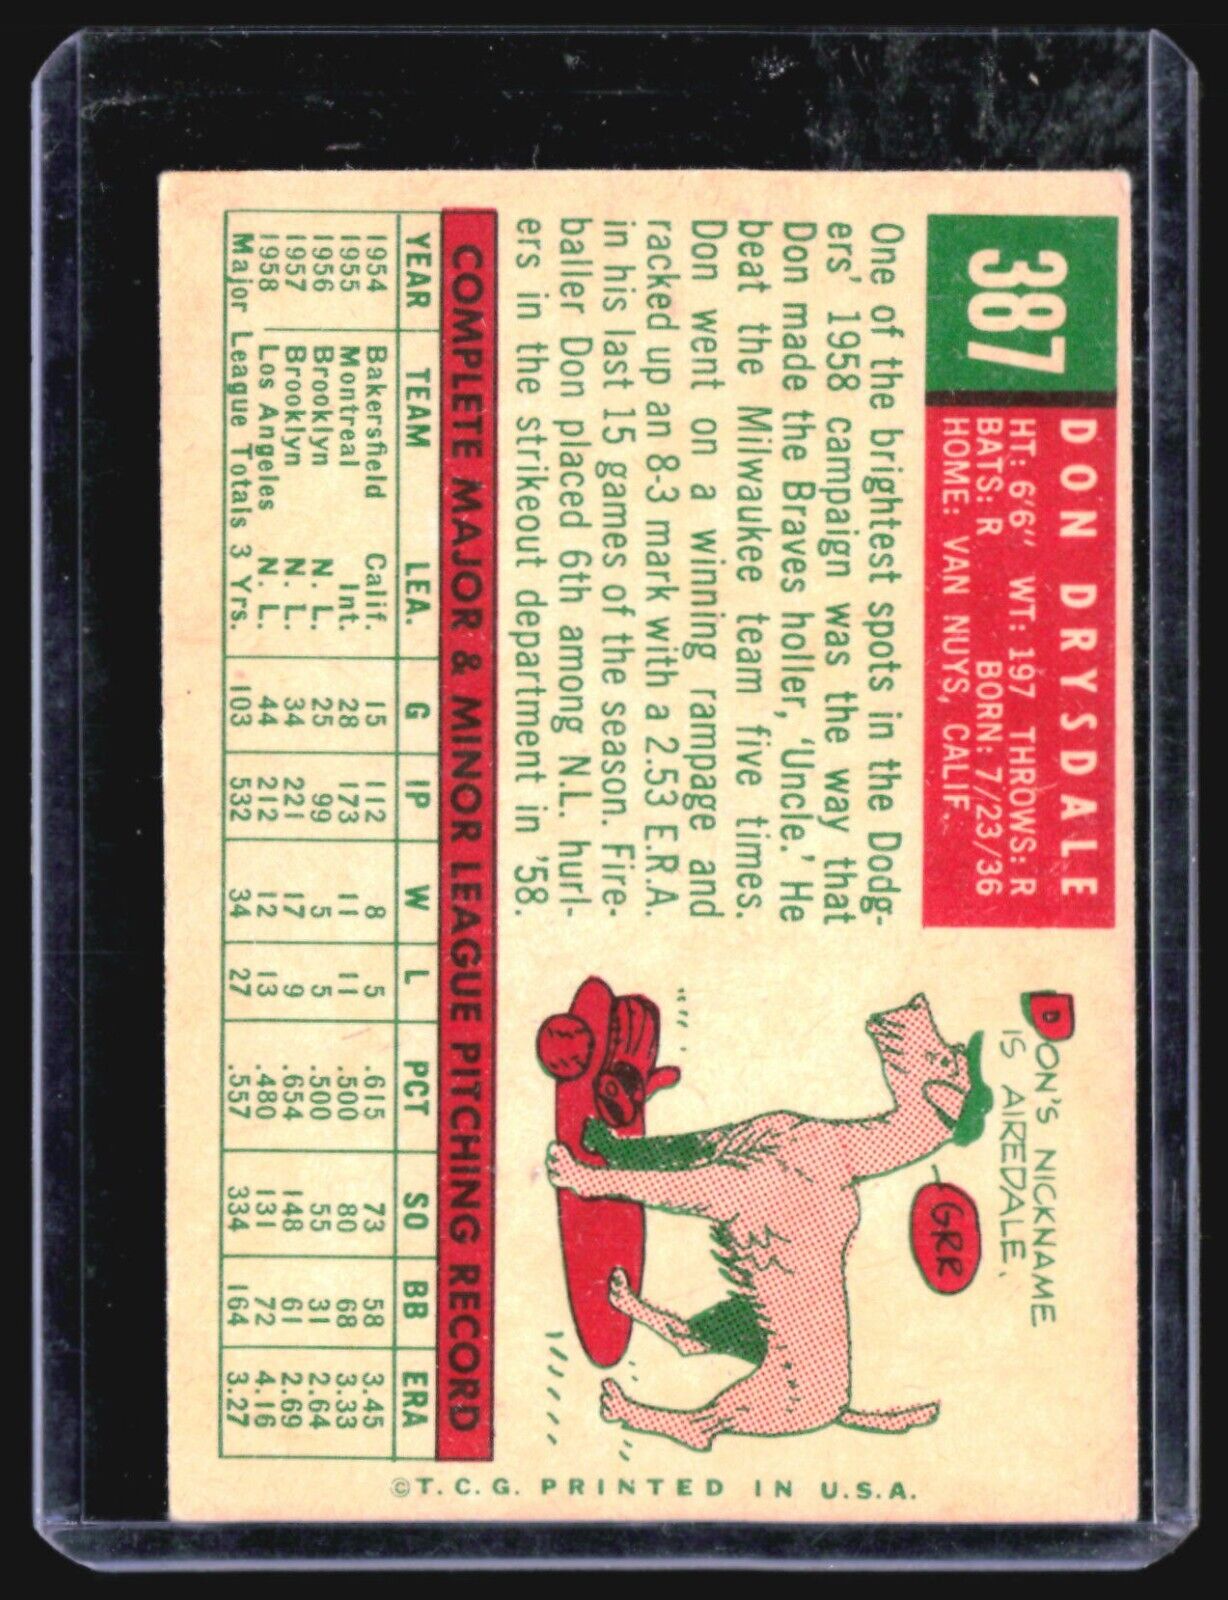 387
DON DRYSDALE
HT: 6'6" WT: 197 THROWS: R
BATS: R BORN: 7/23/36
HOME: VAN NUYS, CALIF.
One of the brightest spots in the Dodg-
ers' 1958 campaign was the way that
Don made the Braves holler, 'Uncle.' He
beat the Milwaukee team five times.
Don went on a winning rampage and
racked up an 8-3 mark with a 2.53 E.R.A.
in his last 15 games of the season. Fire-
baller Don placed 6th among N.L. hurl-
ers in the strikeout department in '58.
D
DON'S NICKNAME
IS AIREDALE.
GRR
COMPLETE MAJOR & MINOR LEAGUE PITCHING RECORD
YEAR TEAM LEA. G IP W L PCT SO BB ERA
1954 Bakersfield Calif. 15 112 8 5 .615 73 58 3.45
1955 Montreal Int. 28 173 11 11 .500 80 68 3.33
1956 Brooklyn N. L. 25 99 5 5 .500 55 31 2.64
1957 Brooklyn N. L. 34 221 17 9 .654 148 61 2.69
1958 Los Angeles N. L. 44 212 12 13 .480 131 72 4.16
Major League Totals 3 Yrs. 103 532 34 27 .557 334 164 3.27
©T.C.G. PRINTED IN U.S.A.